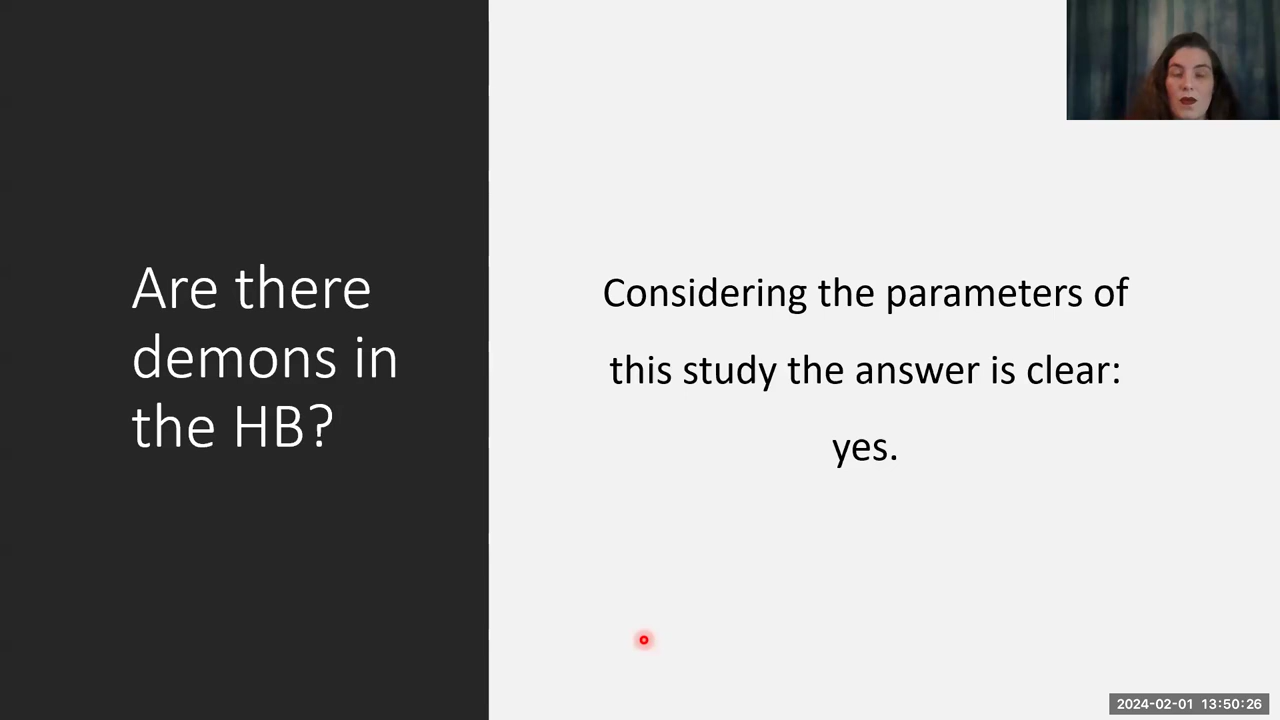 Are there
demons in
the HB?
Considering the parameters of
this study the answer is clear:
yes.
2024-02-01 13:50:26